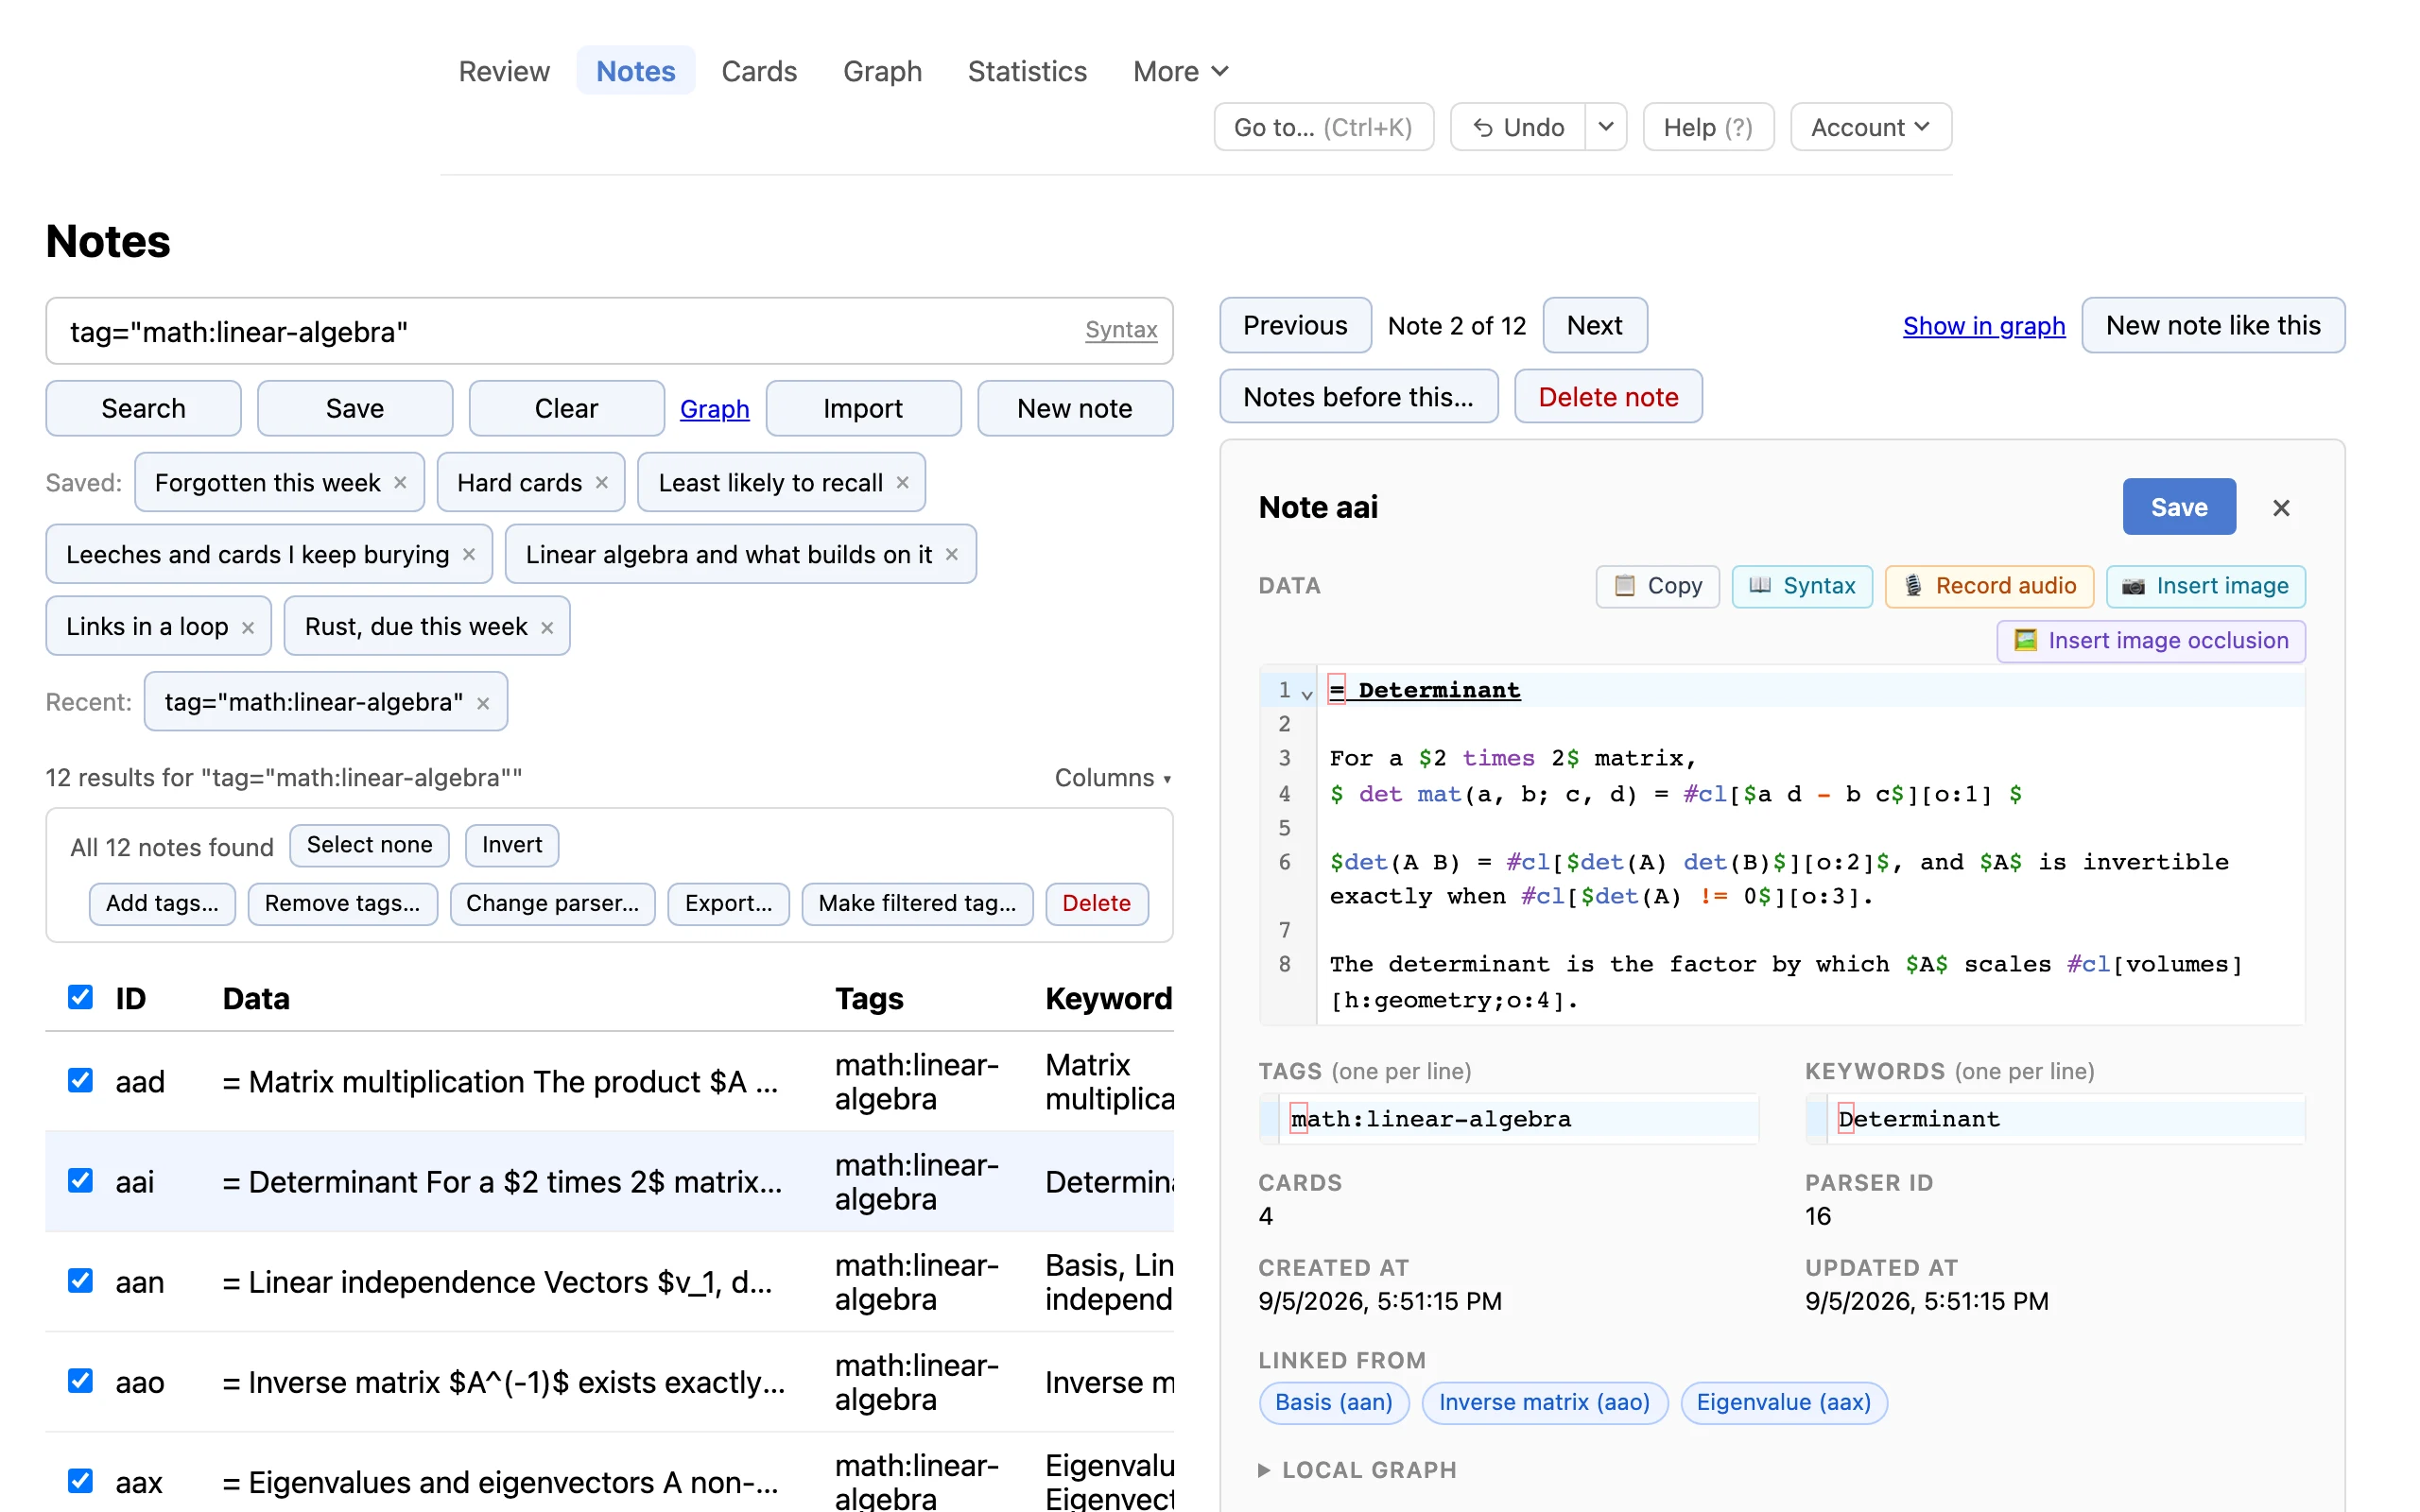 Review Notes Cards Graph Statistics More
Go to... (Ctrl+K) Undo Help (?) Account
Notes
tag="math:linear-algebra" Syntax
Search Save Clear Graph Import New note
Saved: Forgotten this week × Hard cards × Least likely to recall ×
Leeches and cards I keep burying × Linear algebra and what builds on it ×
Links in a loop × Rust, due this week ×
Recent: tag="math:linear-algebra" ×
12 results for "tag="math:linear-algebra"" Columns
All 12 notes found Select none Invert
Add tags... Remove tags... Change parser... Export... Make filtered tag... Delete
ID Data Tags Keyword
aad = Matrix multiplication The product $A ... math:linear-
algebra Matrix
multiplica
aai = Determinant For a $2 times 2$ matrix... math:linear-
algebra Determin
aan = Linear independence Vectors $v_1, d... math:linear-
algebra Basis, Lin
independ
aao = Inverse matrix $A^(-1)$ exists exactly... math:linear-
algebra Inverse m
aax = Eigenvalues and eigenvectors A non-... math:linear-
algebra Eigenvalu
Eigenvect
Previous Note 2 of 12 Next Show in graph New note like this
Notes before this... Delete note
Note aai Save ×
DATA Copy Syntax Record audio Insert image
Insert image occlusion
1 = Determinant
2
3 For a $2 times 2$ matrix,
4 $ det mat(a, b; c, d) = #cl[$a d - b c$][o:1] $
5
6 $det(A B) = #cl[$det(A) det(B)$][o:2]$, and $A$ is invertible
exactly when #cl[$det(A) != 0$][o:3].
7
8 The determinant is the factor by which $A$ scales #cl[volumes]
[h:geometry;o:4].
TAGS (one per line) KEYWORDS (one per line)
math:linear-algebra Determinant
CARDS PARSER ID
4 16
CREATED AT UPDATED AT
9/5/2026, 5:51:15 PM 9/5/2026, 5:51:15 PM
LINKED FROM
Basis (aan) Inverse matrix (aao) Eigenvalue (aax)
LOCAL GRAPH